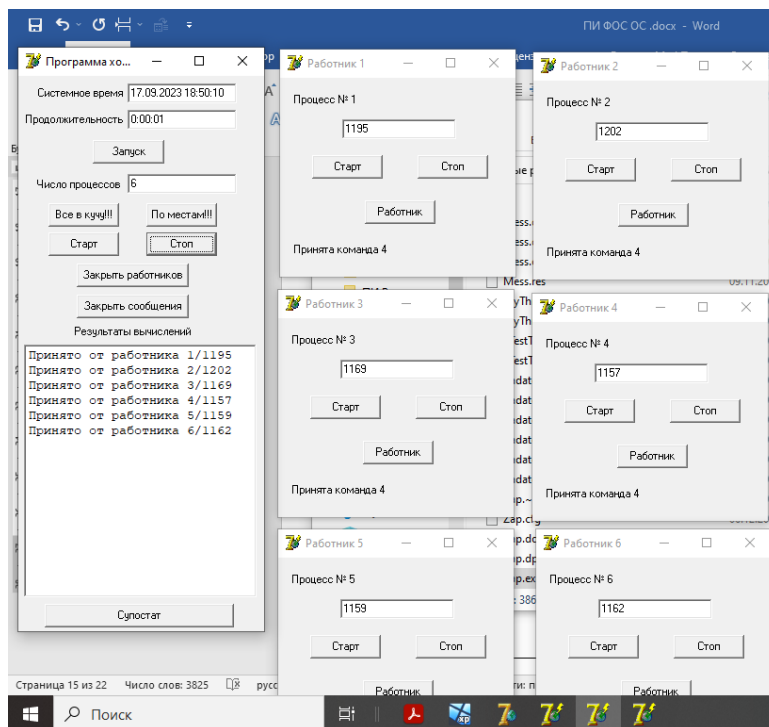 ПИ ФОС ОС .docx - Word
Программа хо...
Системное время 17.09.2023 18:50:10
Продолжительность 0:00:01
Запуск
Число процессов 6
Все в кучу!!! По местам!!!
Старт Стоп
Закрыть работников
Закрыть сообщения
Результаты вычислений
Принято от работника 1/1195
Принято от работника 2/1202
Принято от работника 3/1169
Принято от работника 4/1157
Принято от работника 5/1159
Принято от работника 6/1162
Супостат
Работник 1
Процесс № 1
1195
Старт Стоп
Работник
Принята команда 4
Работник 2
Процесс № 2
1202
Старт Стоп
Работник
Принята команда 4
Mess.res 09.11.20
Работник 3
Процесс № 3
1169
Старт Стоп
Работник
Принята команда 4
Работник 4
Процесс № 4
1157
Старт Стоп
Работник
Принята команда 4
Zap.cfg
Работник 5
Процесс № 5
1159
Старт Стоп
Работник
Работник 6
Процесс № 6
1162
Старт Стоп
Работник
Страница 15 из 22 Число слов: 3825
Поиск